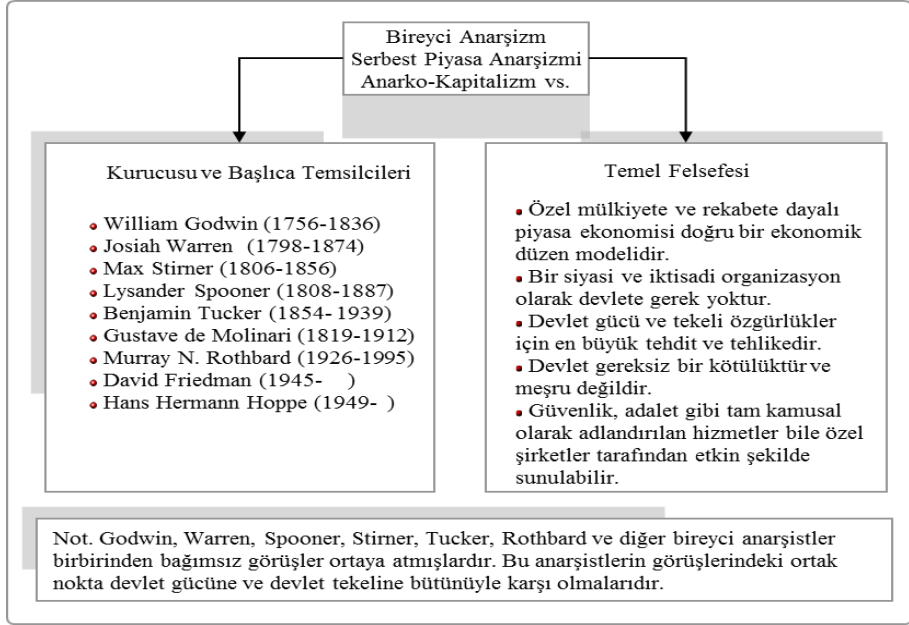 Bireyci Anarşizm
Serbest Piyasa Anarşizmi
Anarko-Kapitalizm vs.
Kurucusu ve Başlıca Temsilcileri
William Godwin (1756-1836)
Josiah Warren (1798-1874)
Max Stirner (1806-1856)
Lysander Spooner (1808-1887)
Benjamin Tucker (1854-1939)
Gustave de Molinari (1819-1912)
Murray N. Rothbard (1926-1995)
David Friedman (1945- )
Hans Hermann Hoppe (1949- )
Temel Felsefesi
Özel mülkiyete ve rekabete dayalı
piyasa ekonomisi doğru bir ekonomik
düzen modelidir.
Bir siyasi ve iktisadi organizasyon
olarak devlete gerek yoktur.
Devlet gücü ve tekeli özgürlükler
için en büyük tehdit ve tehlikedir.
Devlet gereksiz bir kötülüktür ve
meşru değildir.
Güvenlik, adalet gibi tam kamusal
olarak adlandırılan hizmetler bile özel
şirketler tarafından etkin şekilde
sunulabilir.
Not. Godwin, Warren, Spooner, Stirner, Tucker, Rothbard ve diğer bireyci anarşistler
birbirinden bağımsız görüşler ortaya atmışlardır. Bu anarşistlerin görüşlerindeki ortak
nokta devlet gücüne ve devlet tekeline bütünüyle karşı olmalarıdır.